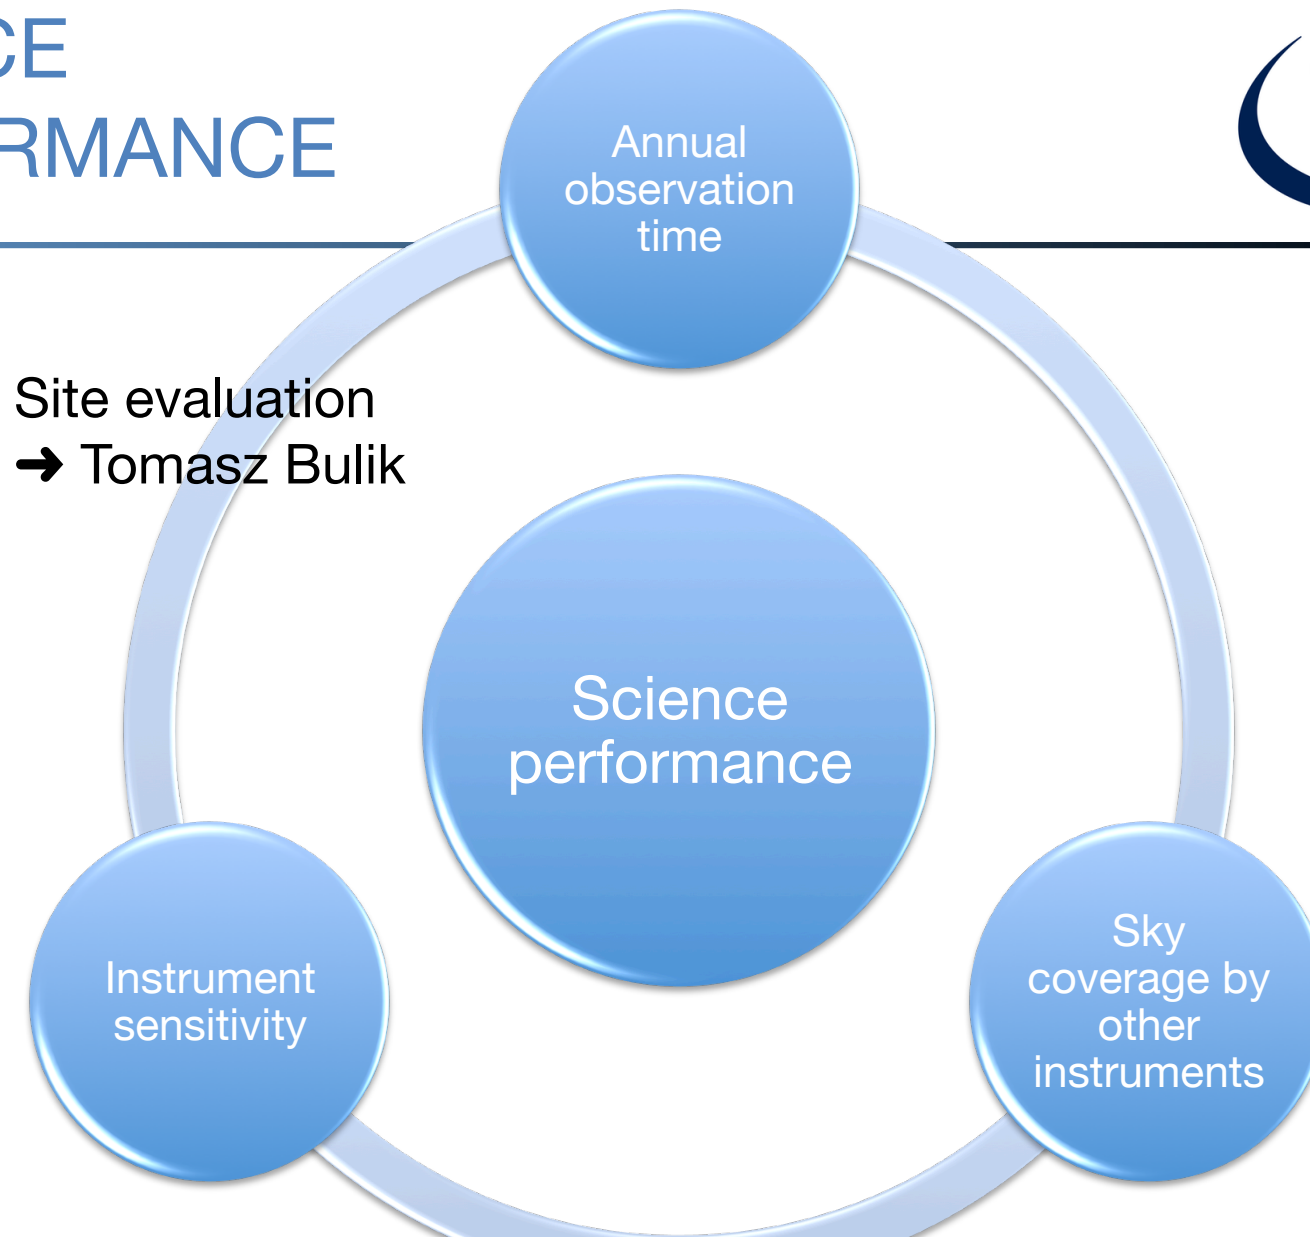 CE
RMANCE
Annual
observation
time
Site evaluation
➜ Tomasz Bulik
Science
performance
Instrument
sensitivity
Sky
coverage by
other
instruments